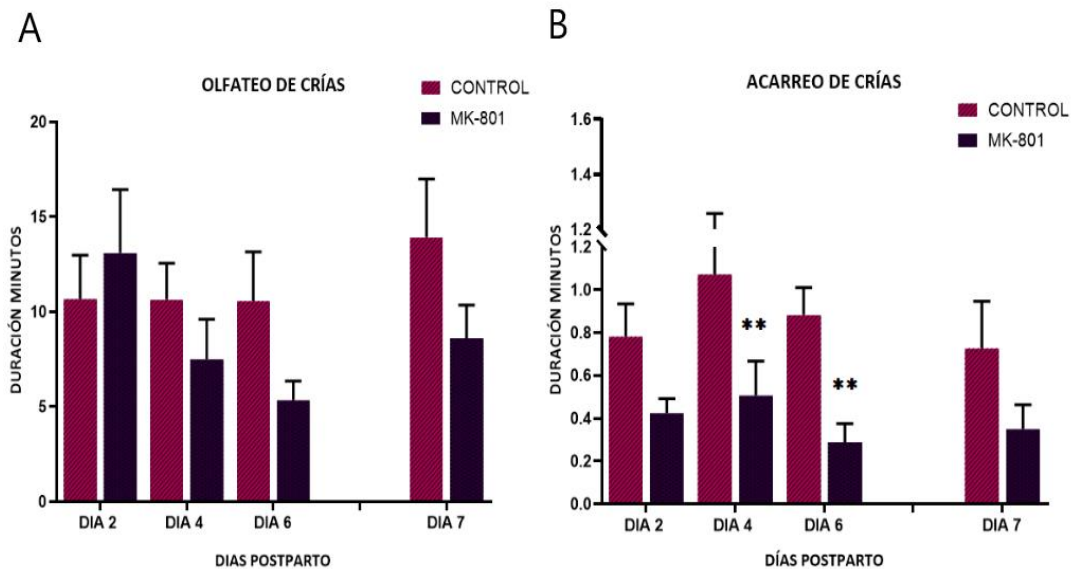 A
OLFATEO DE CRÍAS
CONTROL
MK-801
DURACIÓN MINUTOS
20
15
10
5
0
DIA 2
DIA 4
DIA 6
DIA 7
DIAS POSTPARTO
B
ACARREO DE CRÍAS
CONTROL
MK-801
DURACIÓN MINUTOS
1.6
1.4
1.2
1.2
1.0
0.8
0.6
0.4
0.2
0.0
**
**
DIA 2
DIA 4
DIA 6
DIA 7
DÍAS POSTPARTO